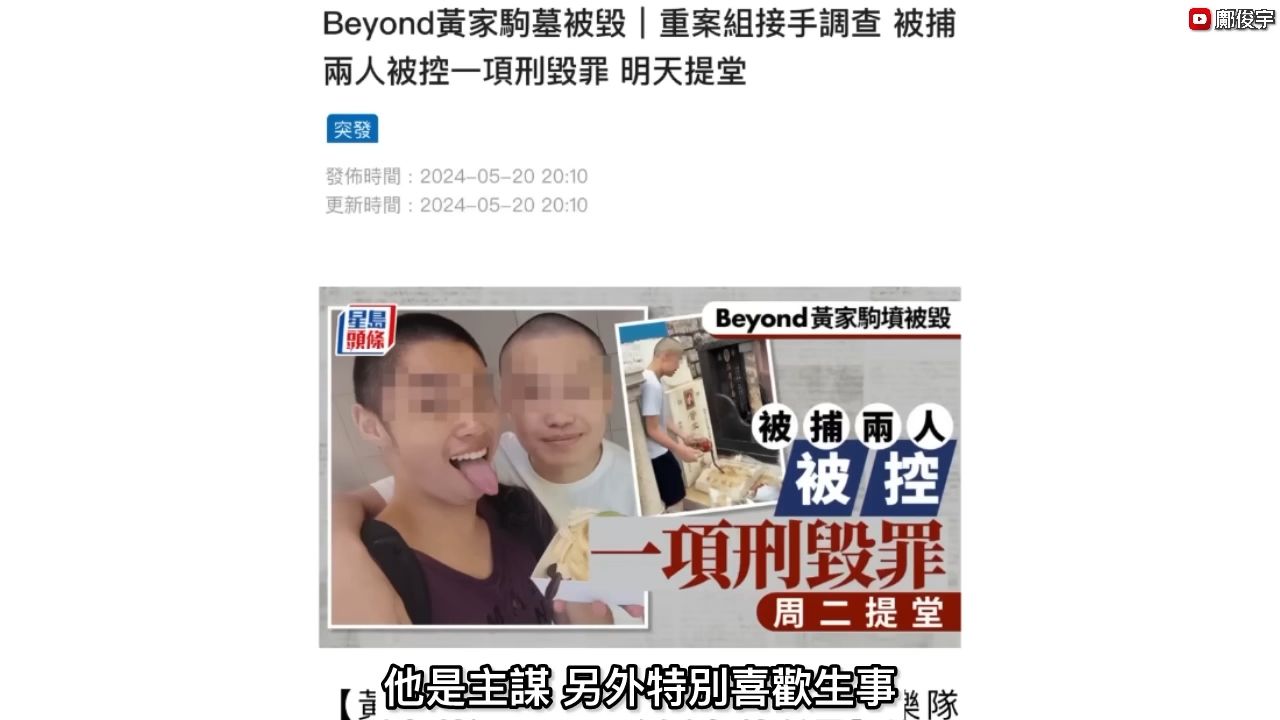 鄺俊宇
Beyond黃家駒墓被毀｜重案組接手調查 被捕
兩人被控一項刑毀罪 明天提堂
突發
發佈時間：2024-05-20 20:10
更新時間：2024-05-20 20:10
星島
頭條
Beyond黃家駒墳被毀
被捕兩人
被控
一項刑毀罪
周二提堂
他是主謀 另外特別喜歡生事
樂隊